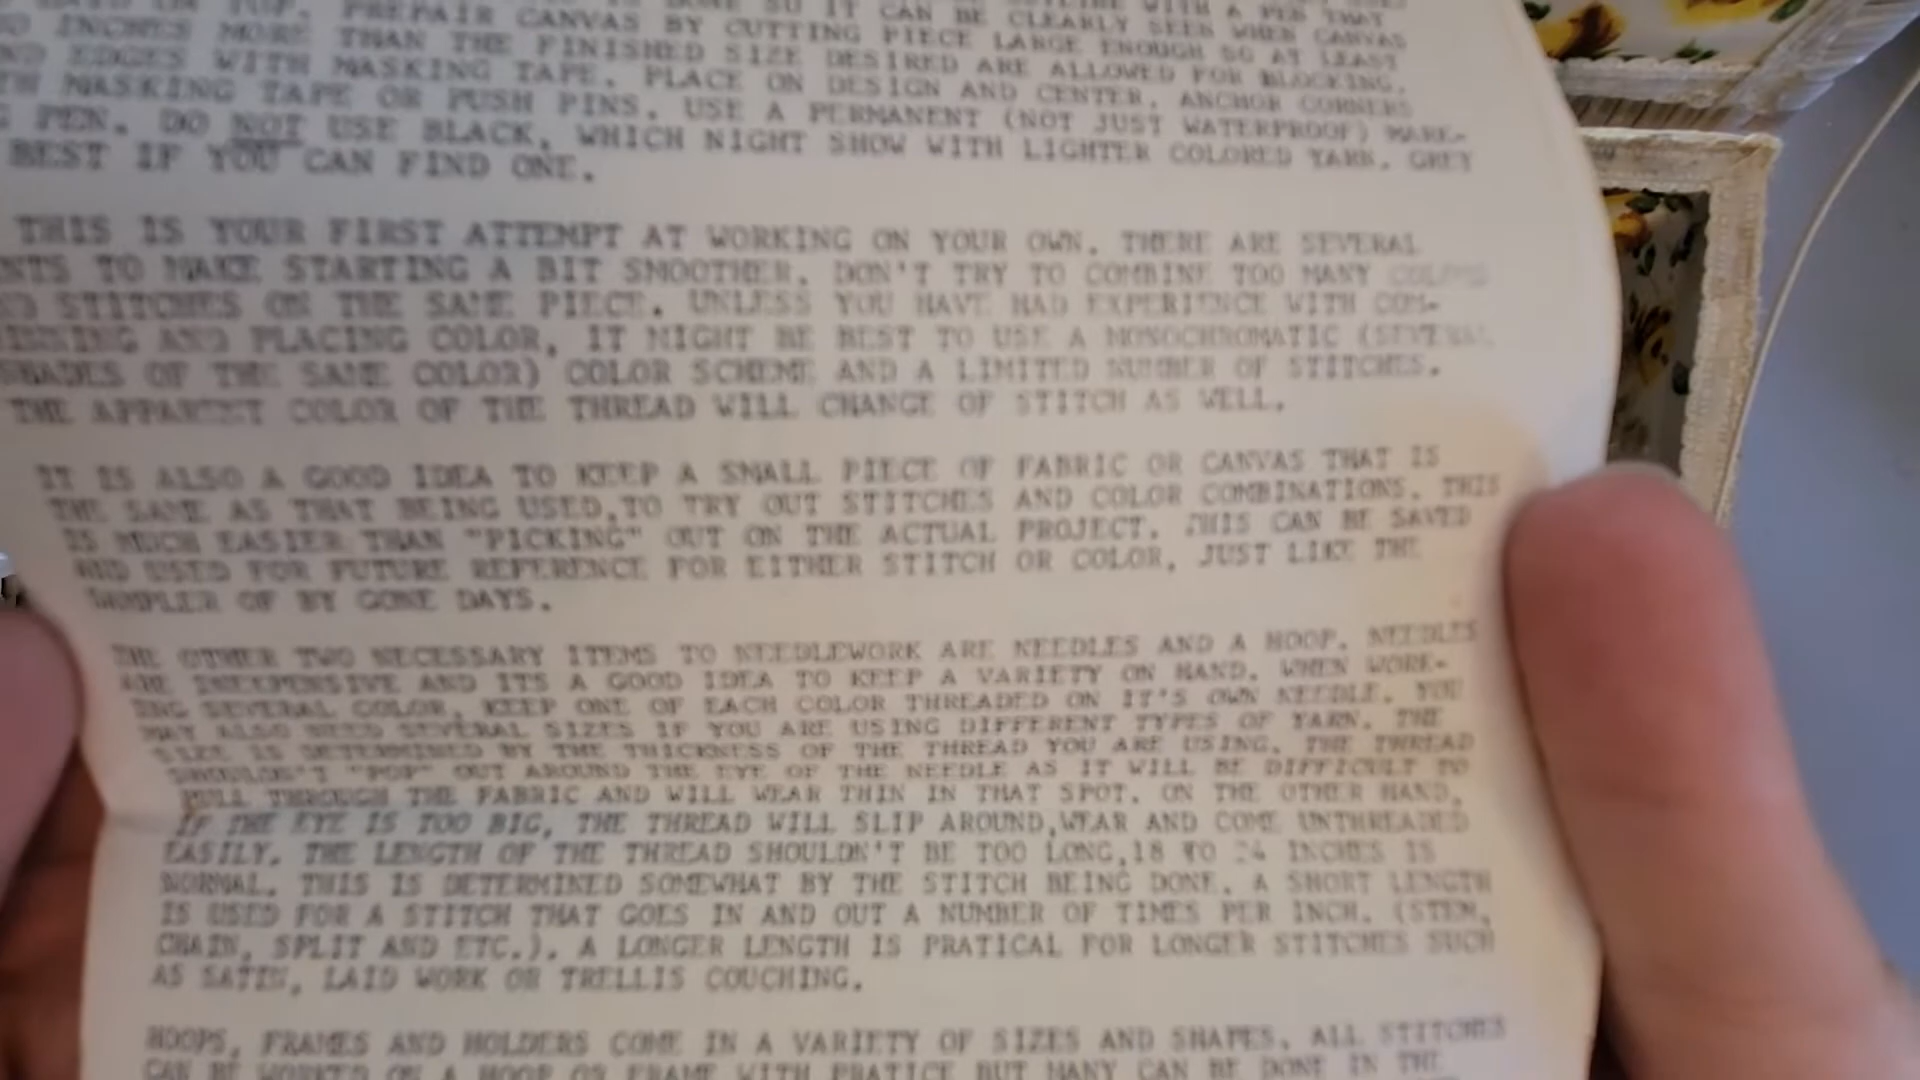 PREPAIR CANVAS BY CUTTING PIECE LARGE ENOUGH SO AT LEAST
INCHES MORE THAN THE FINISHED SIZE DESIRED ARE ALLOWED FOR BLOCKING.
EDGES WITH MASKING TAPE. PLACE ON DESIGN AND CENTER. ANCHOR CORNERS
MASKING TAPE OR PUSH PINS. USE A PERMANENT (NOT JUST WATERPROOF) MARK-
PEN. DO NOT USE BLACK, WHICH NIGHT SHOW WITH LIGHTER COLORED YARN. GREY
BEST IF YOU CAN FIND ONE.
THIS IS YOUR FIRST ATTEMPT AT WORKING ON YOUR OWN. THERE ARE SEVERAL
NTS TO MAKE STARTING A BIT SMOOTHER. DON'T TRY TO COMBINE TOO MANY COLORS
STITCHES ON THE SAME PIECE. UNLESS YOU HAVE HAD EXPERIENCE WITH COM-
AND PLACING COLOR, IT MIGHT BE BEST TO USE A MONOCHROMATIC (SEVERAL
SHADES OF THE SAME COLOR) COLOR SCHEME AND A LIMITED NUMBER OF STITCHES.
THE APPARENT COLOR OF THE THREAD WILL CHANGE OF STITCH AS WELL.
IT IS ALSO A GOOD IDEA TO KEEP A SMALL PIECE OF FABRIC OR CANVAS THAT IS
THE SAME AS THAT BEING USED,TO TRY OUT STITCHES AND COLOR COMBINATIONS. THIS
IS MUCH EASIER THAN "PICKING" OUT ON THE ACTUAL PROJECT. THIS CAN BE SAVED
AND USED FOR FUTURE REFERENCE FOR EITHER STITCH OR COLOR, JUST LIKE THE
SAMPLER OF BY GONE DAYS.
THE OTHER TWO NECESSARY ITEMS TO NEEDLEWORK ARE NEEDLES AND A HOOP. NEEDLES
ARE INEXPENSIVE AND ITS A GOOD IDEA TO KEEP A VARIETY ON HAND. WHEN WORK-
ING SEVERAL COLOR, KEEP ONE OF EACH COLOR THREADED ON IT'S OWN NEEDLE. YOU
MAY ALSO NEED SEVERAL SIZES IF YOU ARE USING DIFFERENT TYPES OF YARN. THE
SIZE IS DETERMINED BY THE THICKNESS OF THE THREAD YOU ARE USING. THE THREAD
SHOULDN'T "POP" OUT AROUND THE EYE OF THE NEEDLE AS IT WILL BE DIFFICULT TO
PULL THROUGH THE FABRIC AND WILL WEAR THIN IN THAT SPOT. ON THE OTHER HAND,
IF THE EYE IS TOO BIG, THE THREAD WILL SLIP AROUND,WEAR AND COME UNTHREADED
EASILY. THE LENGTH OF THE THREAD SHOULDN'T BE TOO LONG,18 TO 24 INCHES IS
NORMAL. THIS IS DETERMINED SOMEWHAT BY THE STITCH BEING DONE. A SHORT LENGTH
IS USED FOR A STITCH THAT GOES IN AND OUT A NUMBER OF TIMES PER INCH. (STEM,
CHAIN, SPLIT AND ETC.). A LONGER LENGTH IS PRATICAL FOR LONGER STITCHES SUCH
AS SATIN, LAID WORK OR TRELLIS COUCHING.
HOOPS, FRAMES AND HOLDERS COME IN A VARIETY OF SIZES AND SHAPES. ALL STITCHES
CAN BE WORKED ON A HOOP OR FRAME WITH PRATICE BUT MANY CAN BE DONE IN THE